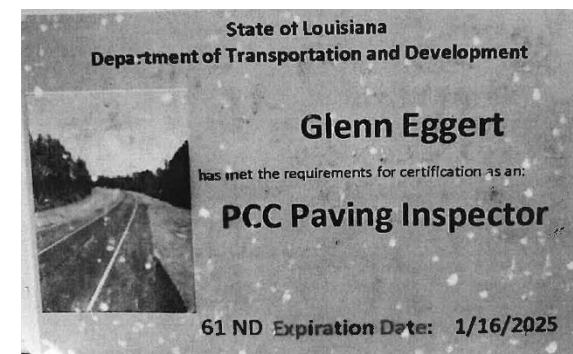 State of Louisiana
Department of Transportation and Development
Glenn Eggert
has met the requirements for certification as an:
PCC Paving Inspector
61 ND Expiration Date: 1/16/2025